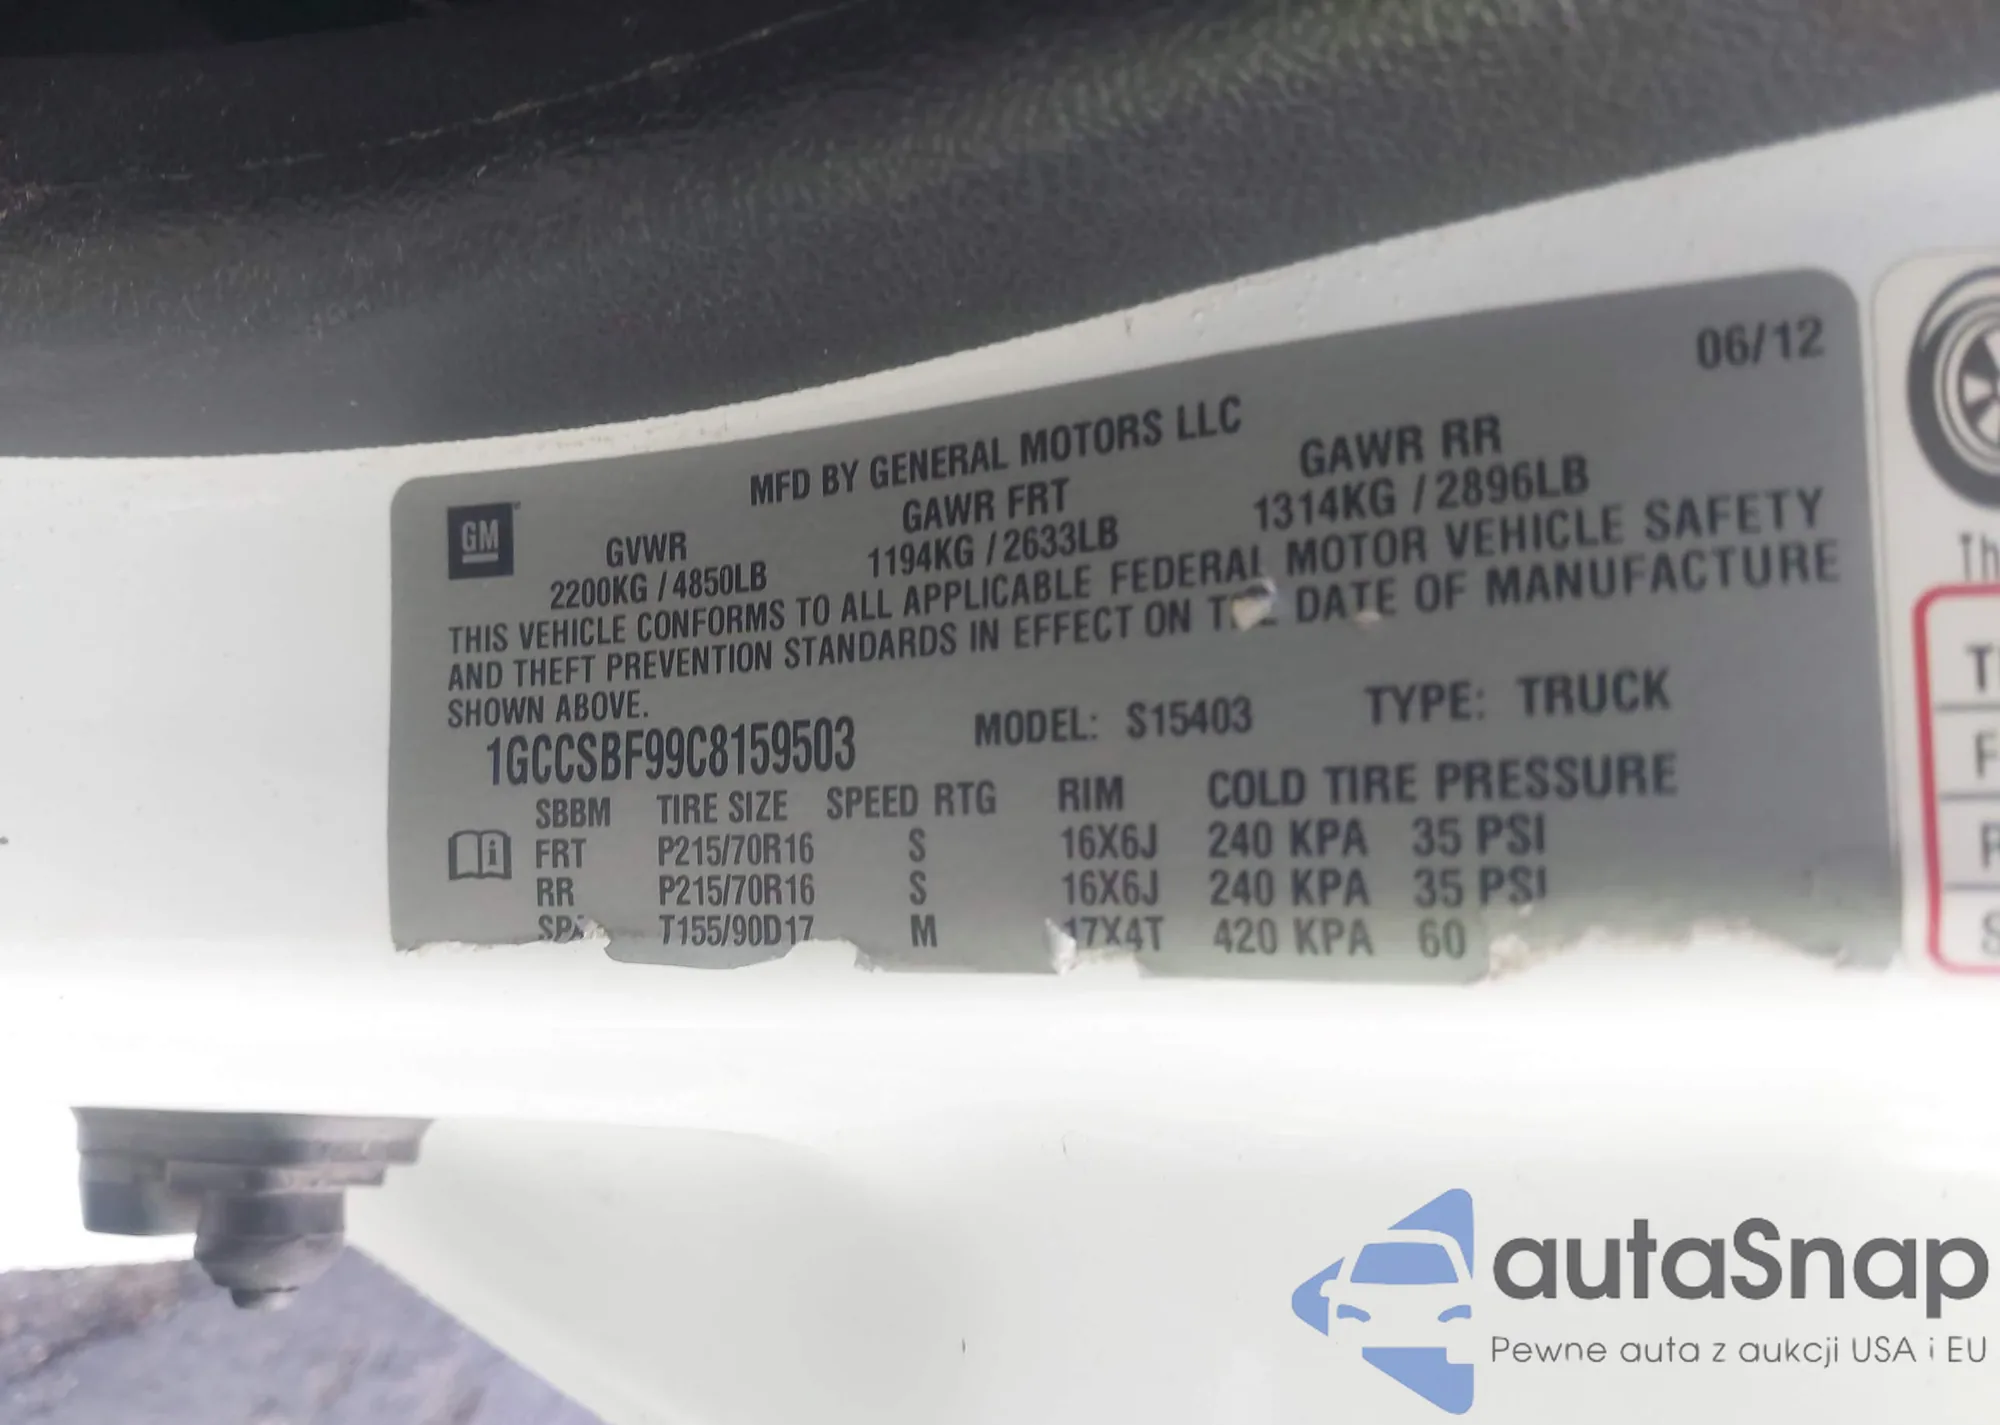 06/12
MFD BY GENERAL MOTORS LLC
GM
GVWR GAWR FRT GAWR RR
2200KG / 4850LB 1194KG / 2633LB 1314KG / 2896LB
THIS VEHICLE CONFORMS TO ALL APPLICABLE FEDERAL MOTOR VEHICLE SAFETY
AND THEFT PREVENTION STANDARDS IN EFFECT ON DATE OF MANUFACTURE
SHOWN ABOVE.
1GCCSBF99C8159503 MODEL: S15403 TYPE: TRUCK
SBBM TIRE SIZE SPEED RTG RIM COLD TIRE PRESSURE
FRT P215/70R16 S 16X6J 240 KPA 35 PSI
RR P215/70R16 S 16X6J 240 KPA 35 PSI
T155/90D17 M 17X4T 420 KPA 60
autaSnap
Pewne auta z aukcji USA i EU